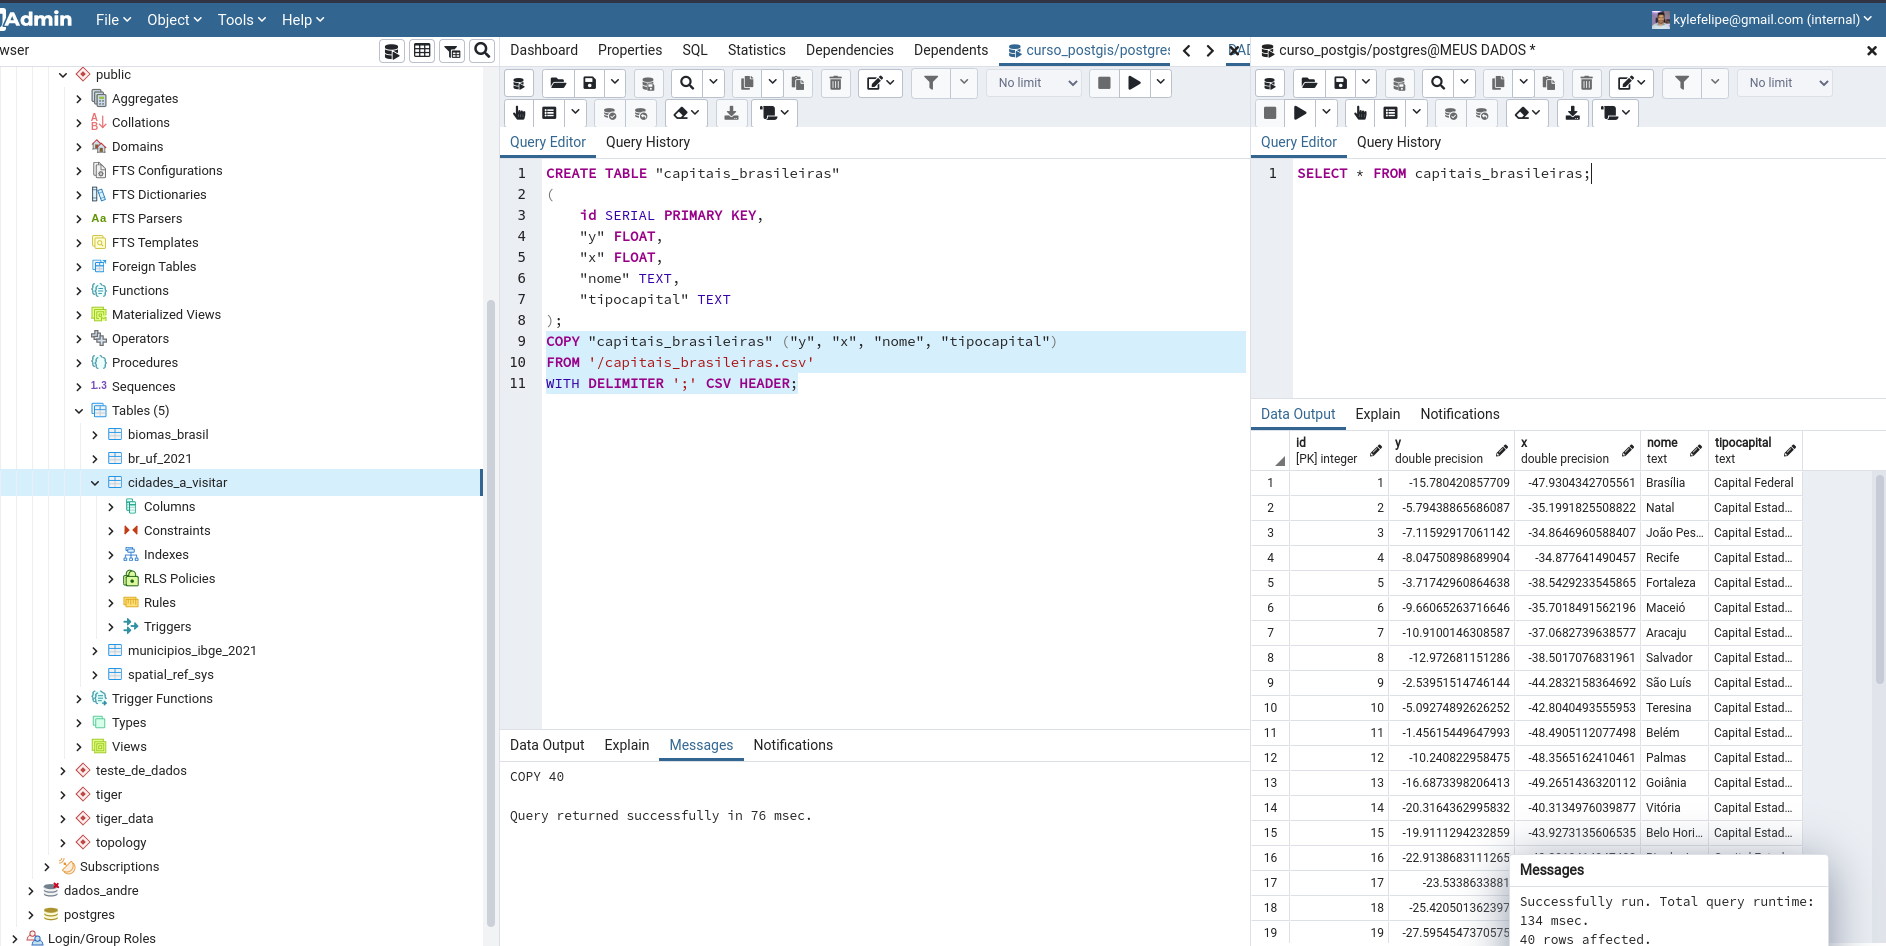 Admin
File
Object
Tools
Help
kylefelipe@gmail.com (internal)
wser
Dashboard
Properties
SQL
Statistics
Dependencies
Dependents
curso_postgis/postgres
curso_postgis/postgres@MEUS DADOS *
public
Aggregates
Collations
Domains
FTS Configurations
FTS Dictionaries
Aa FTS Parsers
FTS Templates
Foreign Tables
Functions
Materialized Views
Operators
Procedures
1.3 Sequences
Tables (5)
biomas_brasil
br_uf_2021
cidades_a_visitar
Columns
Constraints
Indexes
RLS Policies
Rules
Triggers
municipios_ibge_2021
spatial_ref_sys
Trigger Functions
Types
Views
teste_de_dados
tiger
tiger_data
topology
Subscriptions
dados_andre
postgres
Login/Group Roles
No limit
Query Editor
Query History
1 CREATE TABLE "capitais_brasileiras"
2 (
3 id SERIAL PRIMARY KEY,
4 "y" FLOAT,
5 "x" FLOAT,
6 "nome" TEXT,
7 "tipocapital" TEXT
8 );
9 COPY "capitais_brasileiras" ("y", "x", "nome", "tipocapital")
10 FROM '/capitais_brasileiras.csv'
11 WITH DELIMITER ';' CSV HEADER;
Data Output
Explain
Messages
Notifications
COPY 40
Query returned successfully in 76 msec.
No limit
Query Editor
Query History
1 SELECT * FROM capitais_brasileiras;
Data Output
Explain
Notifications
id [PK] integer
y double precision
x double precision
nome text
tipocapital text
1 1 -15.780420857709 -47.9304342705561 Brasília Capital Federal
2 2 -5.79438865686087 -35.1991825508822 Natal Capital Estad...
3 3 -7.11592917061142 -34.8646960588407 João Pes... Capital Estad...
4 4 -8.04750898689904 -34.877641490457 Recife Capital Estad...
5 5 -3.71742960864638 -38.5429233545865 Fortaleza Capital Estad...
6 6 -9.66065263716646 -35.7018491562196 Maceió Capital Estad...
7 7 -10.9100146308587 -37.0682739638577 Aracaju Capital Estad...
8 8 -12.972681151286 -38.5017076831961 Salvador Capital Estad...
9 9 -2.53951514746144 -44.2832158364692 São Luís Capital Estad...
10 10 -5.09274892626252 -42.8040493555953 Teresina Capital Estad...
11 11 -1.45615449647993 -48.4905112077498 Belém Capital Estad...
12 12 -10.240822958475 -48.3565162410461 Palmas Capital Estad...
13 13 -16.6873398206413 -49.2651436320112 Goiânia Capital Estad...
14 14 -20.3164362995832 -40.3134976039877 Vitória Capital Estad...
15 15 -19.9111294232859 -43.9273135606535 Belo Hori... Capital Estad...
16 16 -22.9138683111265
17 17 -23.5338633881
18 18 -25.420501362397
19 19 -27.5954547370575
Messages
Successfully run. Total query runtime:
134 msec.
40 rows affected.